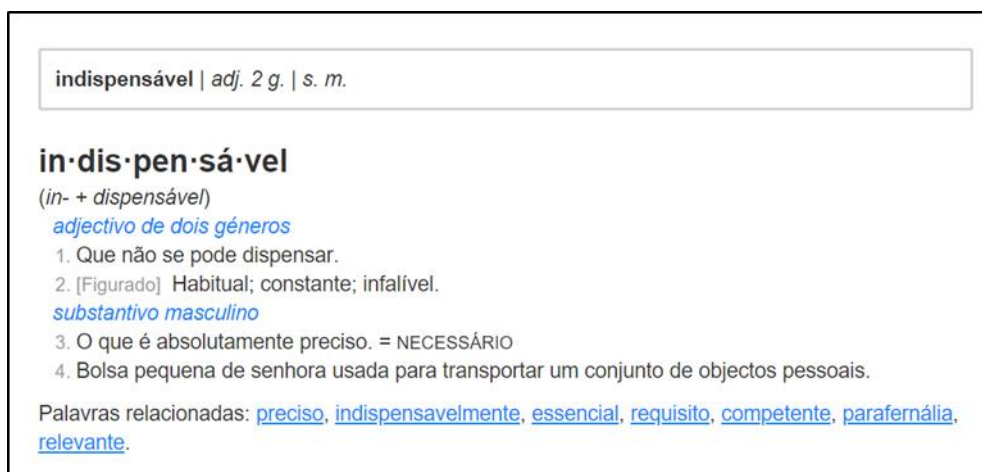 indispensável | adj. 2 g. | s. m.
in·dis·pen·sá·vel
(in- + dispensável)
adjectivo de dois géneros
1. Que não se pode dispensar.
2. [Figurado] Habitual; constante; infalível.
substantivo masculino
3. O que é absolutamente preciso. = NECESSÁRIO
4. Bolsa pequena de senhora usada para transportar um conjunto de objectos pessoais.
Palavras relacionadas: preciso, indispensavelmente, essencial, requisito, competente, parafernália,
relevante.